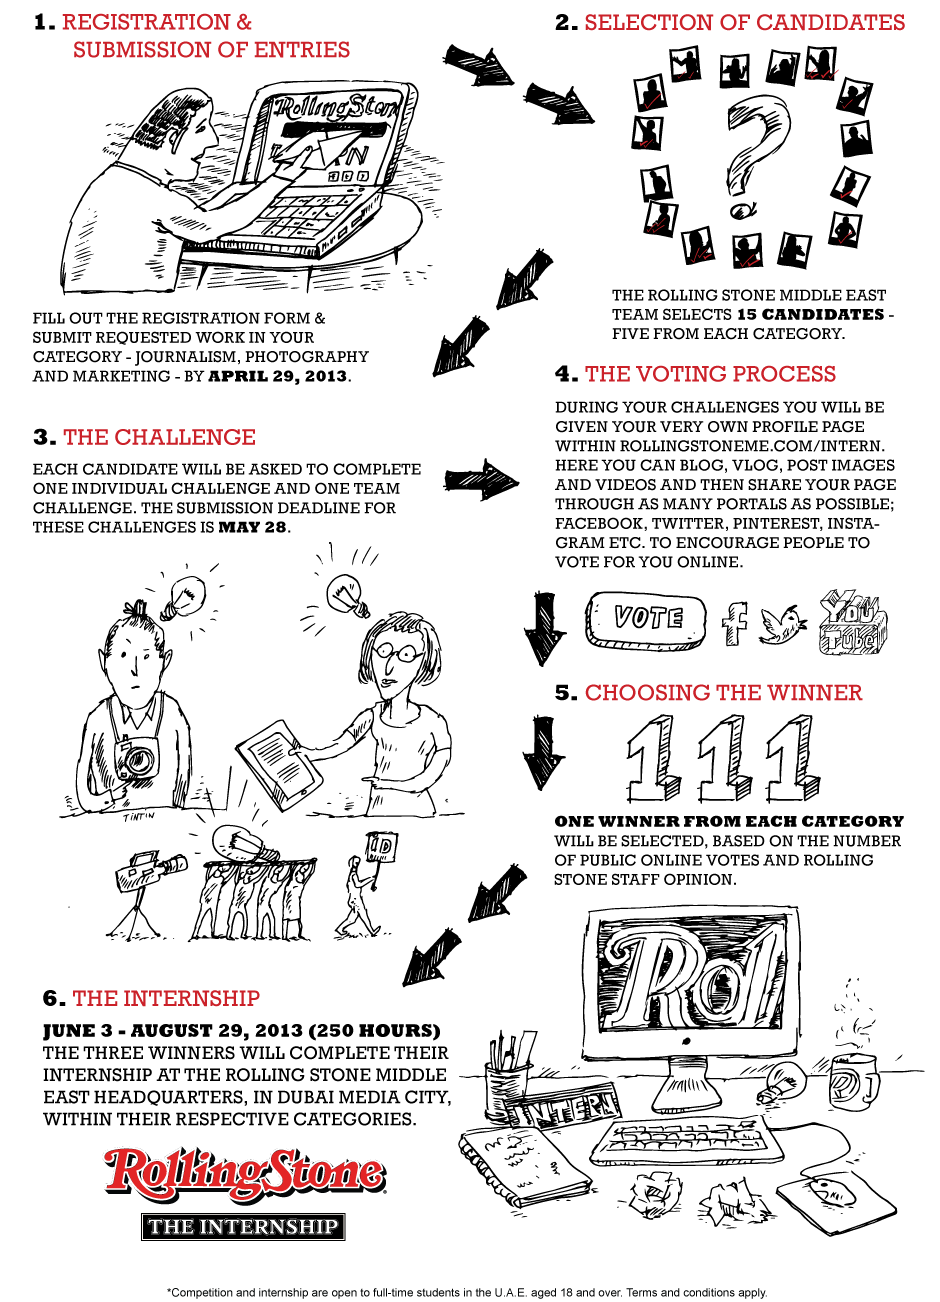 1. REGISTRATION &
SUBMISSION OF ENTRIES
Rolling Stone
FILL OUT THE REGISTRATION FORM &
SUBMIT REQUESTED WORK IN YOUR
CATEGORY - JOURNALISM, PHOTOGRAPHY
AND MARKETING - BY APRIL 29, 2013.
2. SELECTION OF CANDIDATES
?
THE ROLLING STONE MIDDLE EAST
TEAM SELECTS 15 CANDIDATES -
FIVE FROM EACH CATEGORY.
3. THE CHALLENGE
EACH CANDIDATE WILL BE ASKED TO COMPLETE
ONE INDIVIDUAL CHALLENGE AND ONE TEAM
CHALLENGE. THE SUBMISSION DEADLINE FOR
THESE CHALLENGES IS MAY 28.
TINTIN
ID
4. THE VOTING PROCESS
DURING YOUR CHALLENGES YOU WILL BE
GIVEN YOUR VERY OWN PROFILE PAGE
WITHIN ROLLINGSTONEME.COM/INTERN.
HERE YOU CAN BLOG, VLOG, POST IMAGES
AND VIDEOS AND THEN SHARE YOUR PAGE
THROUGH AS MANY PORTALS AS POSSIBLE;
FACEBOOK, TWITTER, PINTEREST, INSTA-
GRAM ETC. TO ENCOURAGE PEOPLE TO
VOTE FOR YOU ONLINE.
VOTE f You
Tube
5. CHOOSING THE WINNER
1 1 1
ONE WINNER FROM EACH CATEGORY
WILL BE SELECTED, BASED ON THE NUMBER
OF PUBLIC ONLINE VOTES AND ROLLING
STONE STAFF OPINION.
Rol
INTERN
6. THE INTERNSHIP
JUNE 3 - AUGUST 29, 2013 (250 HOURS)
THE THREE WINNERS WILL COMPLETE THEIR
INTERNSHIP AT THE ROLLING STONE MIDDLE
EAST HEADQUARTERS, IN DUBAI MEDIA CITY,
WITHIN THEIR RESPECTIVE CATEGORIES.
RollingStone®
THE INTERNSHIP
*Competition and internship are open to full-time students in the U.A.E. aged 18 and over. Terms and conditions apply.